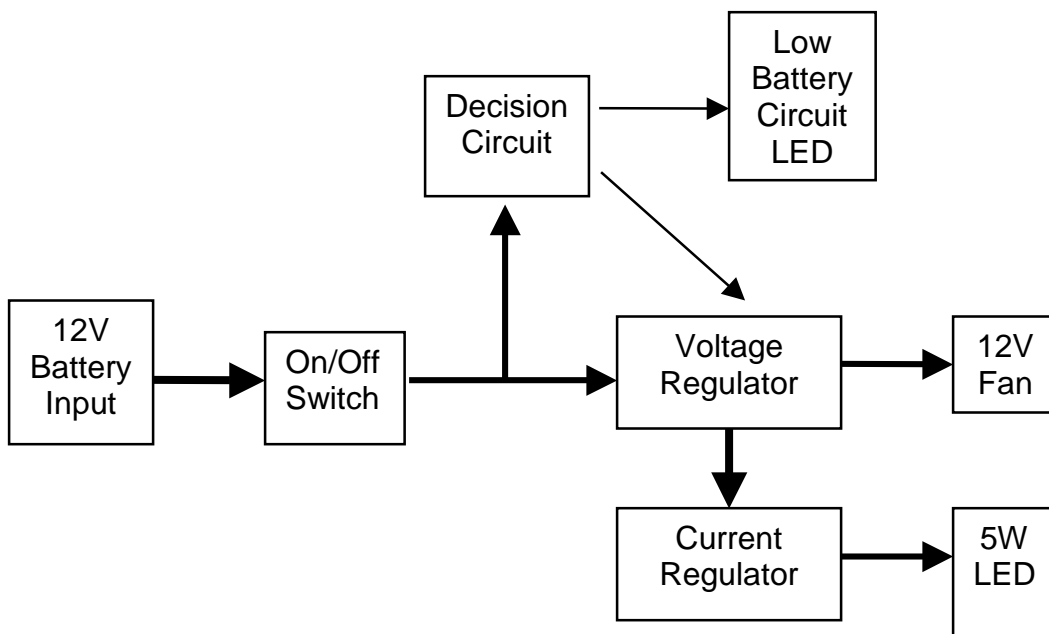 Low
Battery
Circuit
LED
Decision
Circuit
12V
Battery
Input
On/Off
Switch
Voltage
Regulator
12V
Fan
Current
Regulator
5W
LED